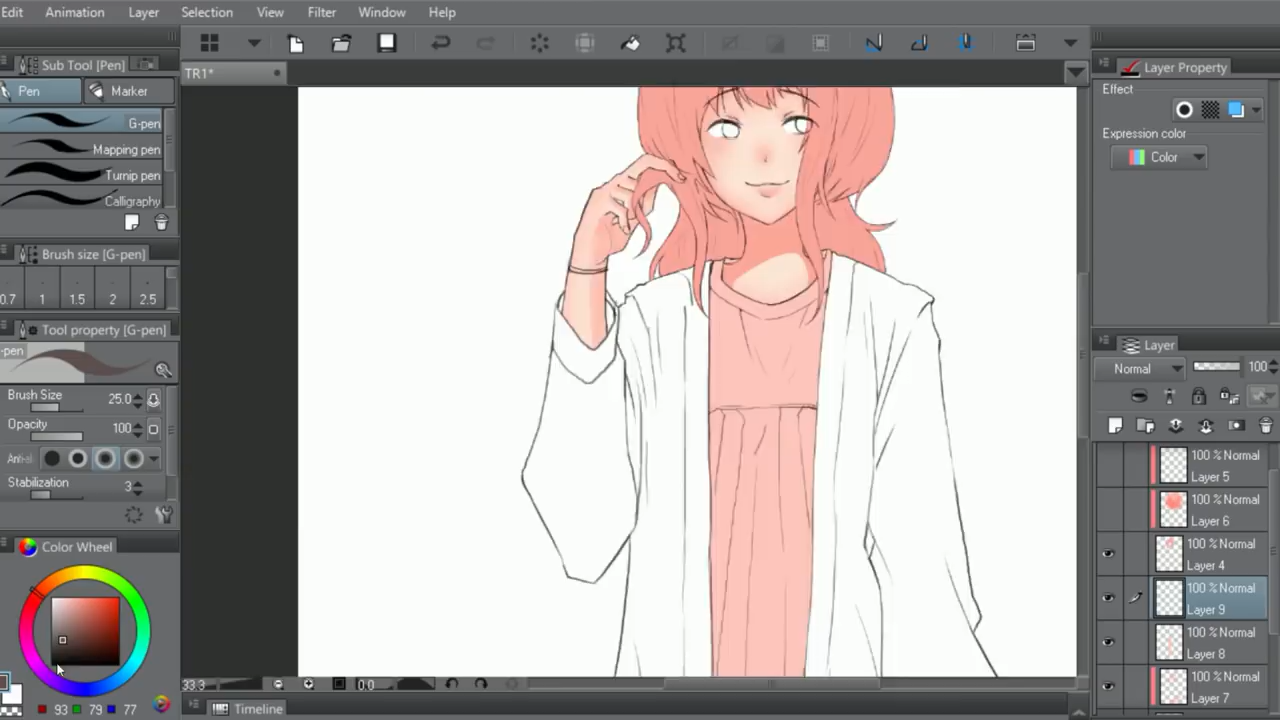 Edit Animation Layer Selection View Filter Window Help
Sub Tool [Pen]
Pen Marker
G-pen
Mapping pen
Turnip pen
Calligraphy
Brush size [G-pen]
0.7 1 1.5 2 2.5
Tool property [G-pen]
-pen
Brush Size 25.0
Opacity 100
Anti-al
Stabilization 3
Color Wheel
93 79 77
TR1*
33.3 0.0
Timeline
Layer Property
Effect
Expression color
Color
Layer
Normal 100
100 % Normal
Layer 5
100 % Normal
Layer 6
100 % Normal
Layer 4
100 % Normal
Layer 9
100 % Normal
Layer 8
100 % Normal
Layer 7